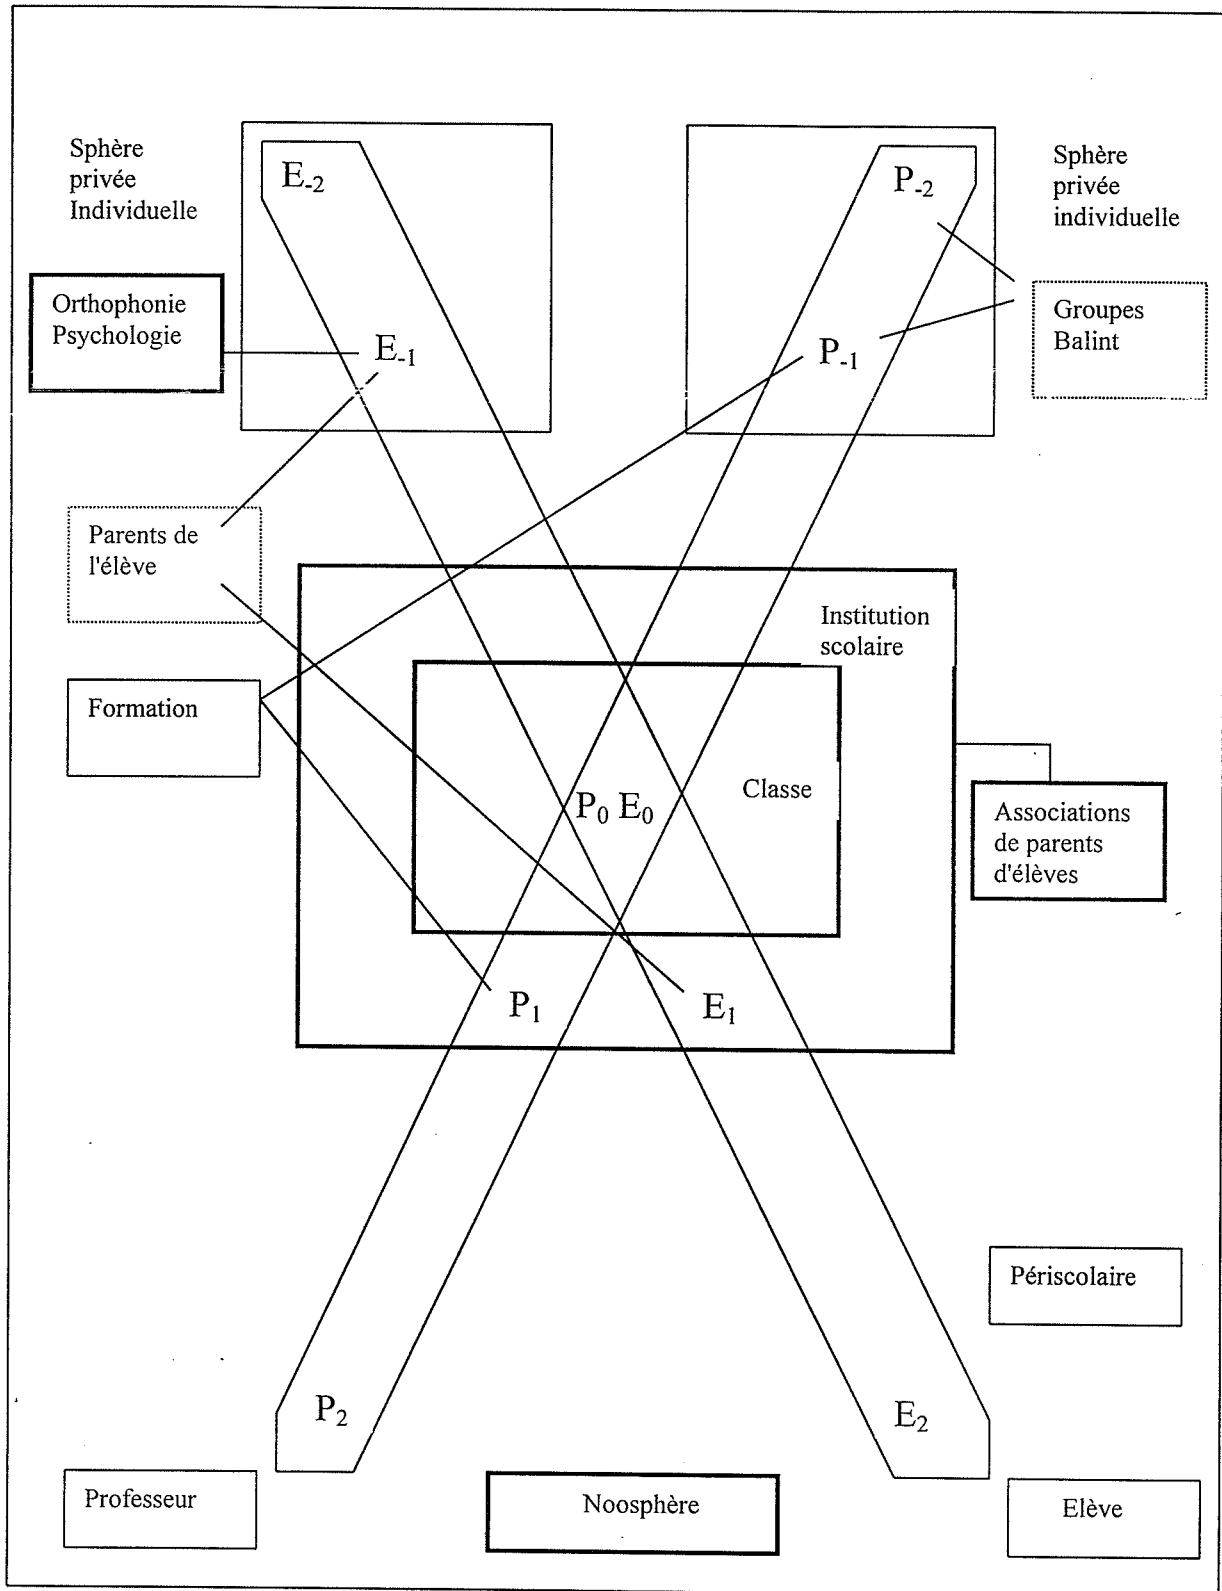 Sphère
privée
Individuelle
E-2
P-2
Sphère
privée
individuelle
Orthophonie
Psychologie
E-1
P-1
Groupes
Balint
Parents de
l'élève
Institution
scolaire
Formation
Classe
P0 E0
Associations
de parents
d'élèves
P1
E1
Périscolaire
P2
E2
Professeur
Noosphère
Elève